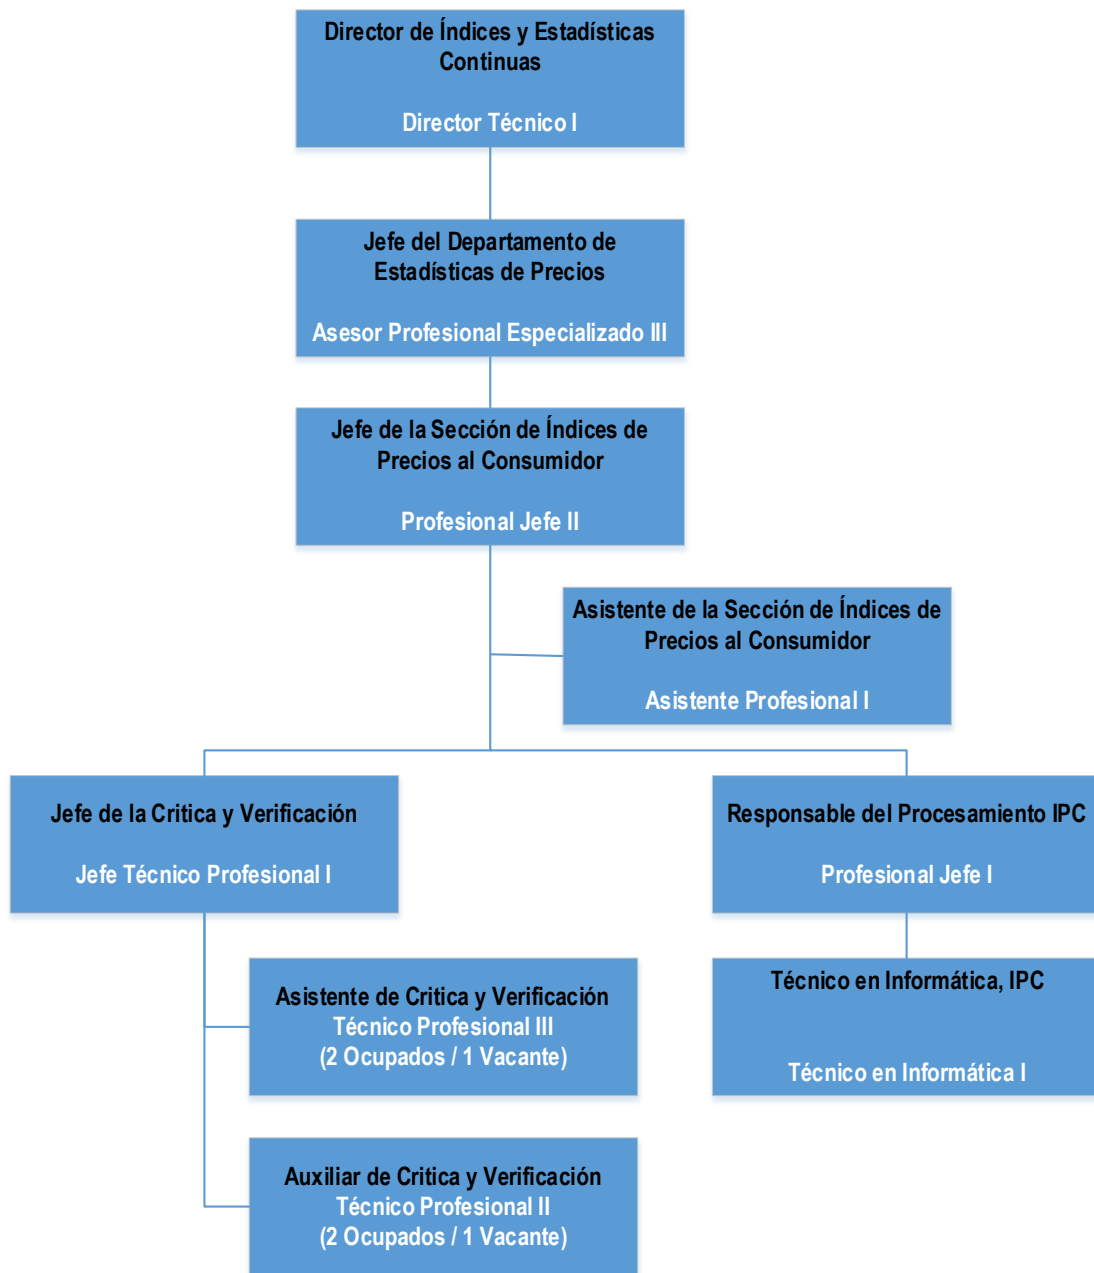 Director de Índices y Estadísticas
Continuas
Director Técnico I
Jefe del Departamento de
Estadísticas de Precios
Asesor Profesional Especializado III
Jefe de la Sección de Índices de
Precios al Consumidor
Profesional Jefe II
Asistente de la Sección de Índices de
Precios al Consumidor
Asistente Profesional I
Jefe de la Critica y Verificación
Jefe Técnico Profesional I
Responsable del Procesamiento IPC
Profesional Jefe I
Asistente de Critica y Verificación
Técnico Profesional III
(2 Ocupados / 1 Vacante)
Técnico en Informática, IPC
Técnico en Informática I
Auxiliar de Critica y Verificación
Técnico Profesional II
(2 Ocupados / 1 Vacante)